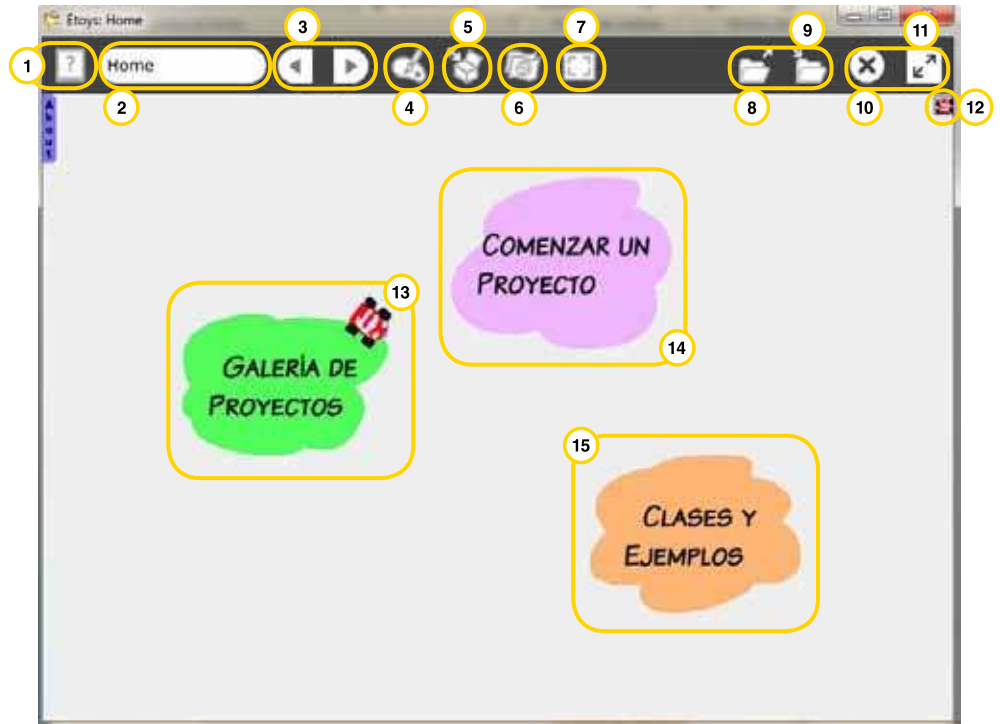 Etoys: Home
3
5
7
9
11
1
?
Home
2
4
6
8
10
12
About
COMENZAR UN
PROYECTO
13
14
GALERÍA DE
PROYECTOS
15
CLASES Y
EJEMPLOS